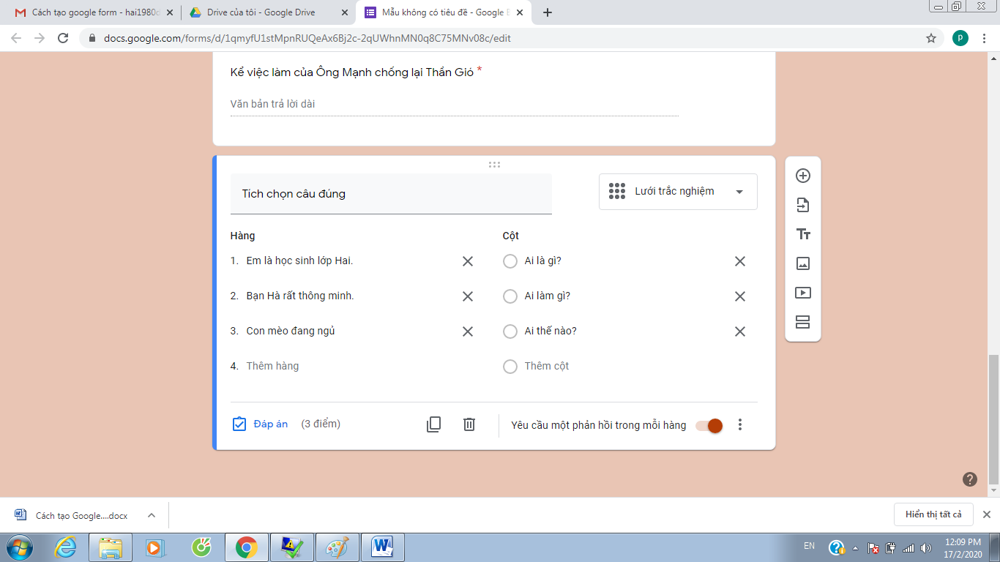 Cách tạo google form - hai1980c
Drive của tôi - Google Drive
Mẫu không có tiêu đề - Google B
docs.google.com/forms/d/1qmyfU1stMpnRUQeAx6Bj2c-2qUWhnMN0q8C75MNv08c/edit
P
Kể việc làm của Ông Mạnh chống lại Thần Gió *
Văn bản trả lời dài
Tích chọn câu đúng
Lưới trắc nghiệm
Hàng
Cột
1. Em là học sinh lớp Hai.
Ai là gì?
2. Bạn Hà rất thông minh.
Ai làm gì?
3. Con mèo đang ngủ
Ai thế nào?
4. Thêm hàng
Thêm cột
Đáp án (3 điểm)
Yêu cầu một phản hồi trong mỗi hàng
Cách tạo Google....docx
Hiển thị tất cả
EN
12:09 PM
17/2/2020